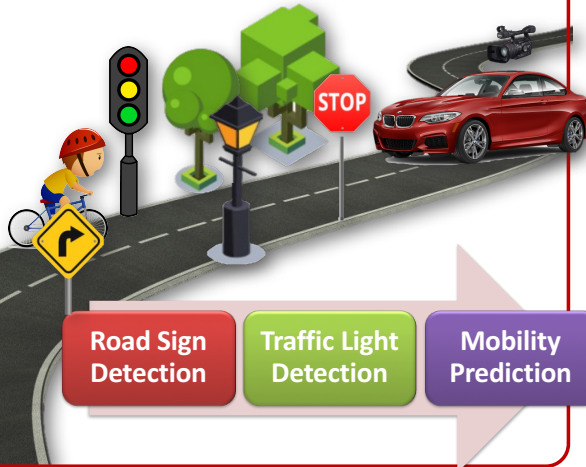 STOP
Road Sign
Detection
Traffic Light
Detection
Mobility
Prediction